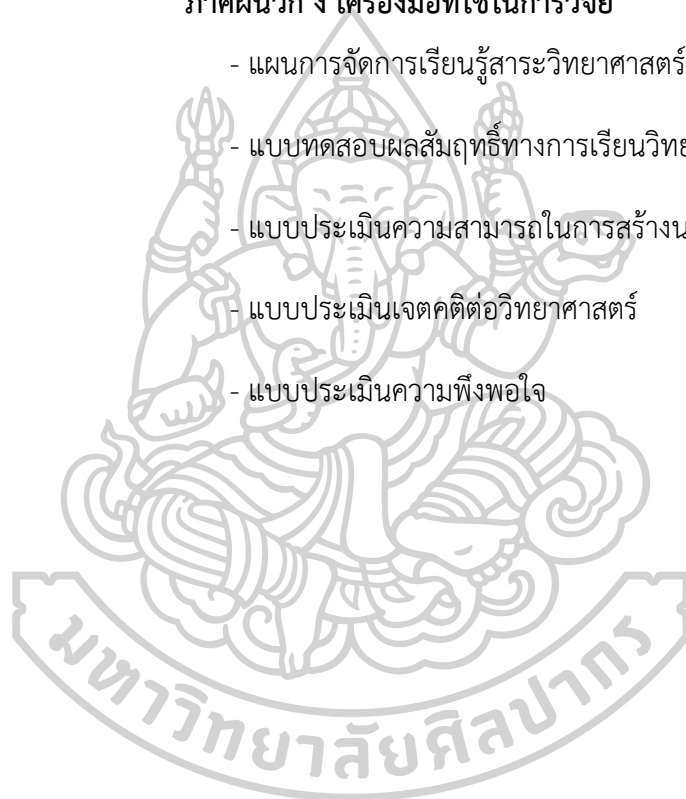 ภาคผนวก ง เครื่องมือที่ใช้ในการวิจัย
- แผนการจัดการเรียนรู้สาระวิทยาศาสตร์
- แบบทดสอบผลสัมฤทธิ์ทางการเรียน
- แบบประเมินความสามารถในการสร้าง
- แบบประเมินเจตคติต่อวิทยาศาสตร์
- แบบประเมินความพึงพอใจ
มหาวิทยาลัยศิลปากร